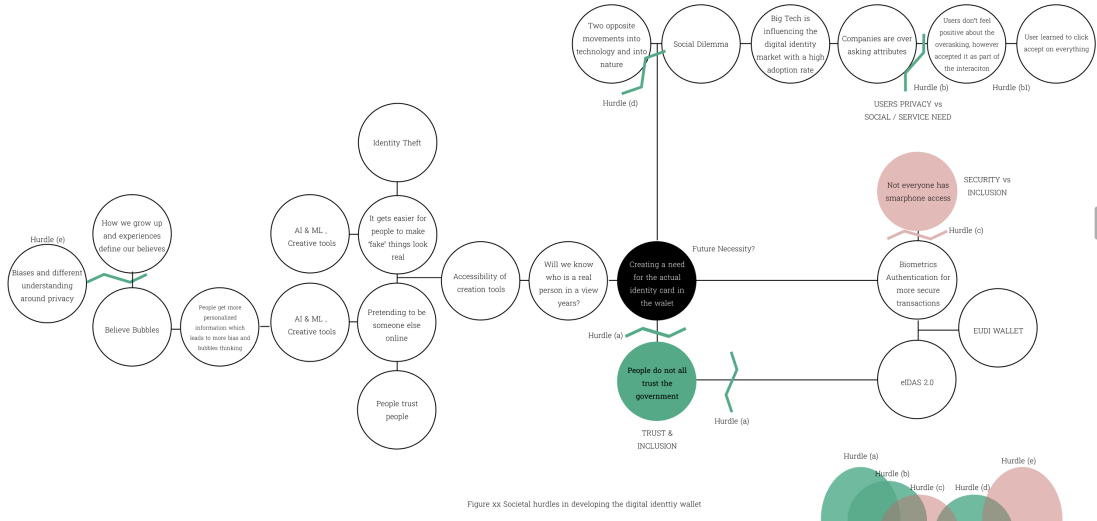 Two opposite
movements into
technology and into
nature
Social Dilemma
Big Tech is
influencing the
digital identity
market with a high
adoption rate
Companies are over
asking attributes
Users don't feel
positive about the
overasking, however
accepted it as part of
the interaciton
User learned to click
accept on everything
Hurdle (d)
Hurdle (b)
Hurdle (b1)
USERS PRIVACY vs
SOCIAL / SERVICE NEED
Identity Theft
Not everyone has
smarphone access
SECURITY vs
INCLUSION
Hurdle (c)
Hurdle (e)
How we grow up
and experiences
define our believes
AI & ML ,
Creative tools
It gets easier for
people to make
'fake' things look
real
Biases and different
understanding
around privacy
Accessibility of
creation tools
Will we know
who is a real
person in a view
years?
Creating a need
for the actual
identity card in
the walet
Future Necessity?
Biometrics
Authentication for
more secure
transactions
Believe Bubbles
People get more
personalized
information which
leads to more bias and
bubbles thinking
AI & ML ,
Creative tools
Pretending to be
someone else
online
Hurdle (a)
EUDI WALLET
People do not all
trust the
government
eIDAS 2.0
People trust
people
Hurdle (a)
TRUST &
INCLUSION
Hurdle (a)
Hurdle (b)
Hurdle (c)
Hurdle (d)
Hurdle (e)
Figure xx Societal hurdles in developing the digital identtiy wallet